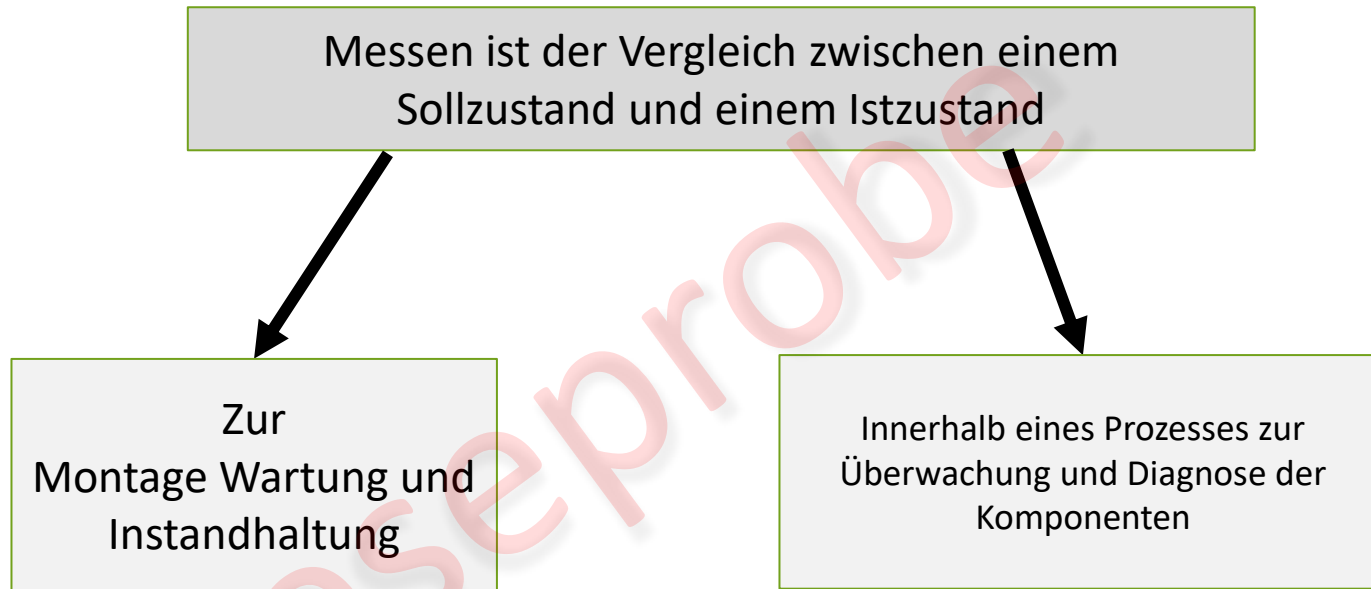 Messen ist der Vergleich zwischen einem
Sollzustand und einem Istzustand
Zur
Montage Wartung und
Instandhaltung
Innerhalb eines Prozesses zur
Überwachung und Diagnose der
Komponenten
eseprobe